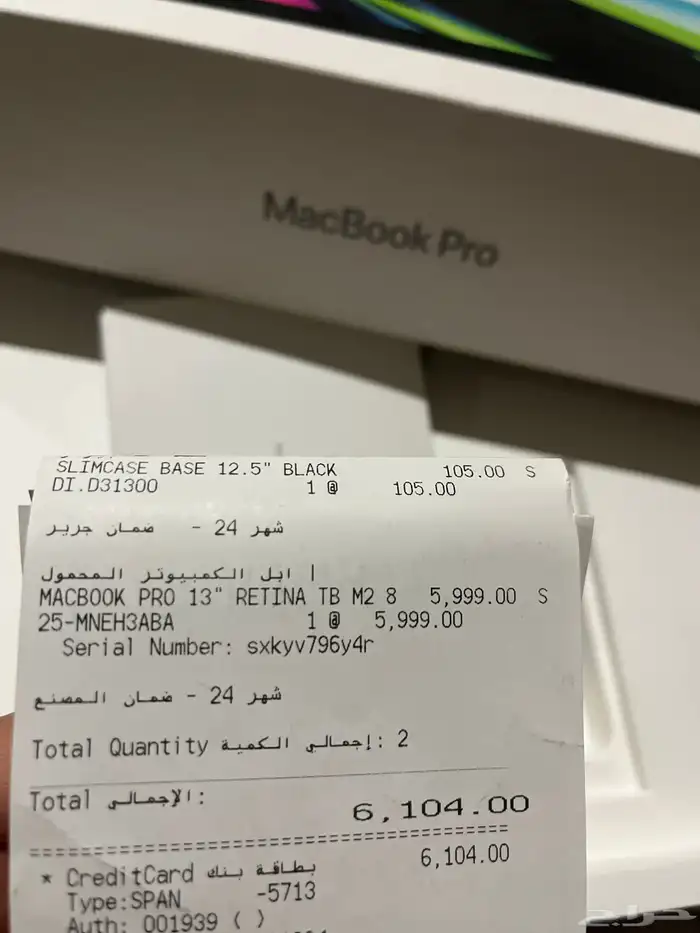 MacBook Pro
SLIMCASE BASE 12.5" BLACK 105.00 S
DI.D31300 1 @ 105.00
شهر 24 - ضمان جرير
ابل الكمبيوتر المحمول |
MACBOOK PRO 13" RETINA TB M2 8 5,999.00 S
25-MNEH3ABA 1 @ 5,999.00
Serial Number: sxkyv796y4r
شهر 24 - ضمان المصنع
Total Quantity إجمالي الكمية: 2
Total الإجمالي:
6,104.00
* CreditCard بطاقة بنك 6,104.00
Type:SPAN -5713
Auth: 001939 ( )
حراج